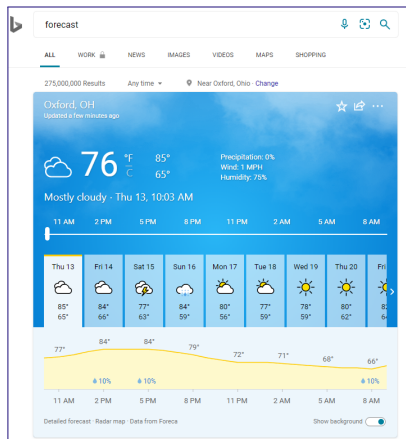 forecast
ALL WORK NEWS IMAGES VIDEOS MAPS SHOPPING
275,000,000 Results Any time Near Oxford, Ohio · Change
Oxford, OH
Updated a few minutes ago
76 °F C 85° 65°
Precipitation: 0%
Wind: 1 MPH
Humidity: 75%
Mostly cloudy · Thu 13, 10:03 AM
11 AM 2 PM 5 PM 8 PM 11 PM 2 AM 5 AM 8 AM
Thu 13 Fri 14 Sat 15 Sun 16 Mon 17 Tue 18 Wed 19 Thu 20 Fri
85° 84° 77° 84° 80° 77° 78° 80°
65° 66° 63° 59° 56° 59° 59° 62°
77° 84° 84° 79° 72° 71° 68° 66°
10% 10% 10%
11 AM 2 PM 5 PM 8 PM 11 PM 2 AM 5 AM 8 AM
Detailed forecast · Radar map · Data from Foreca Show background